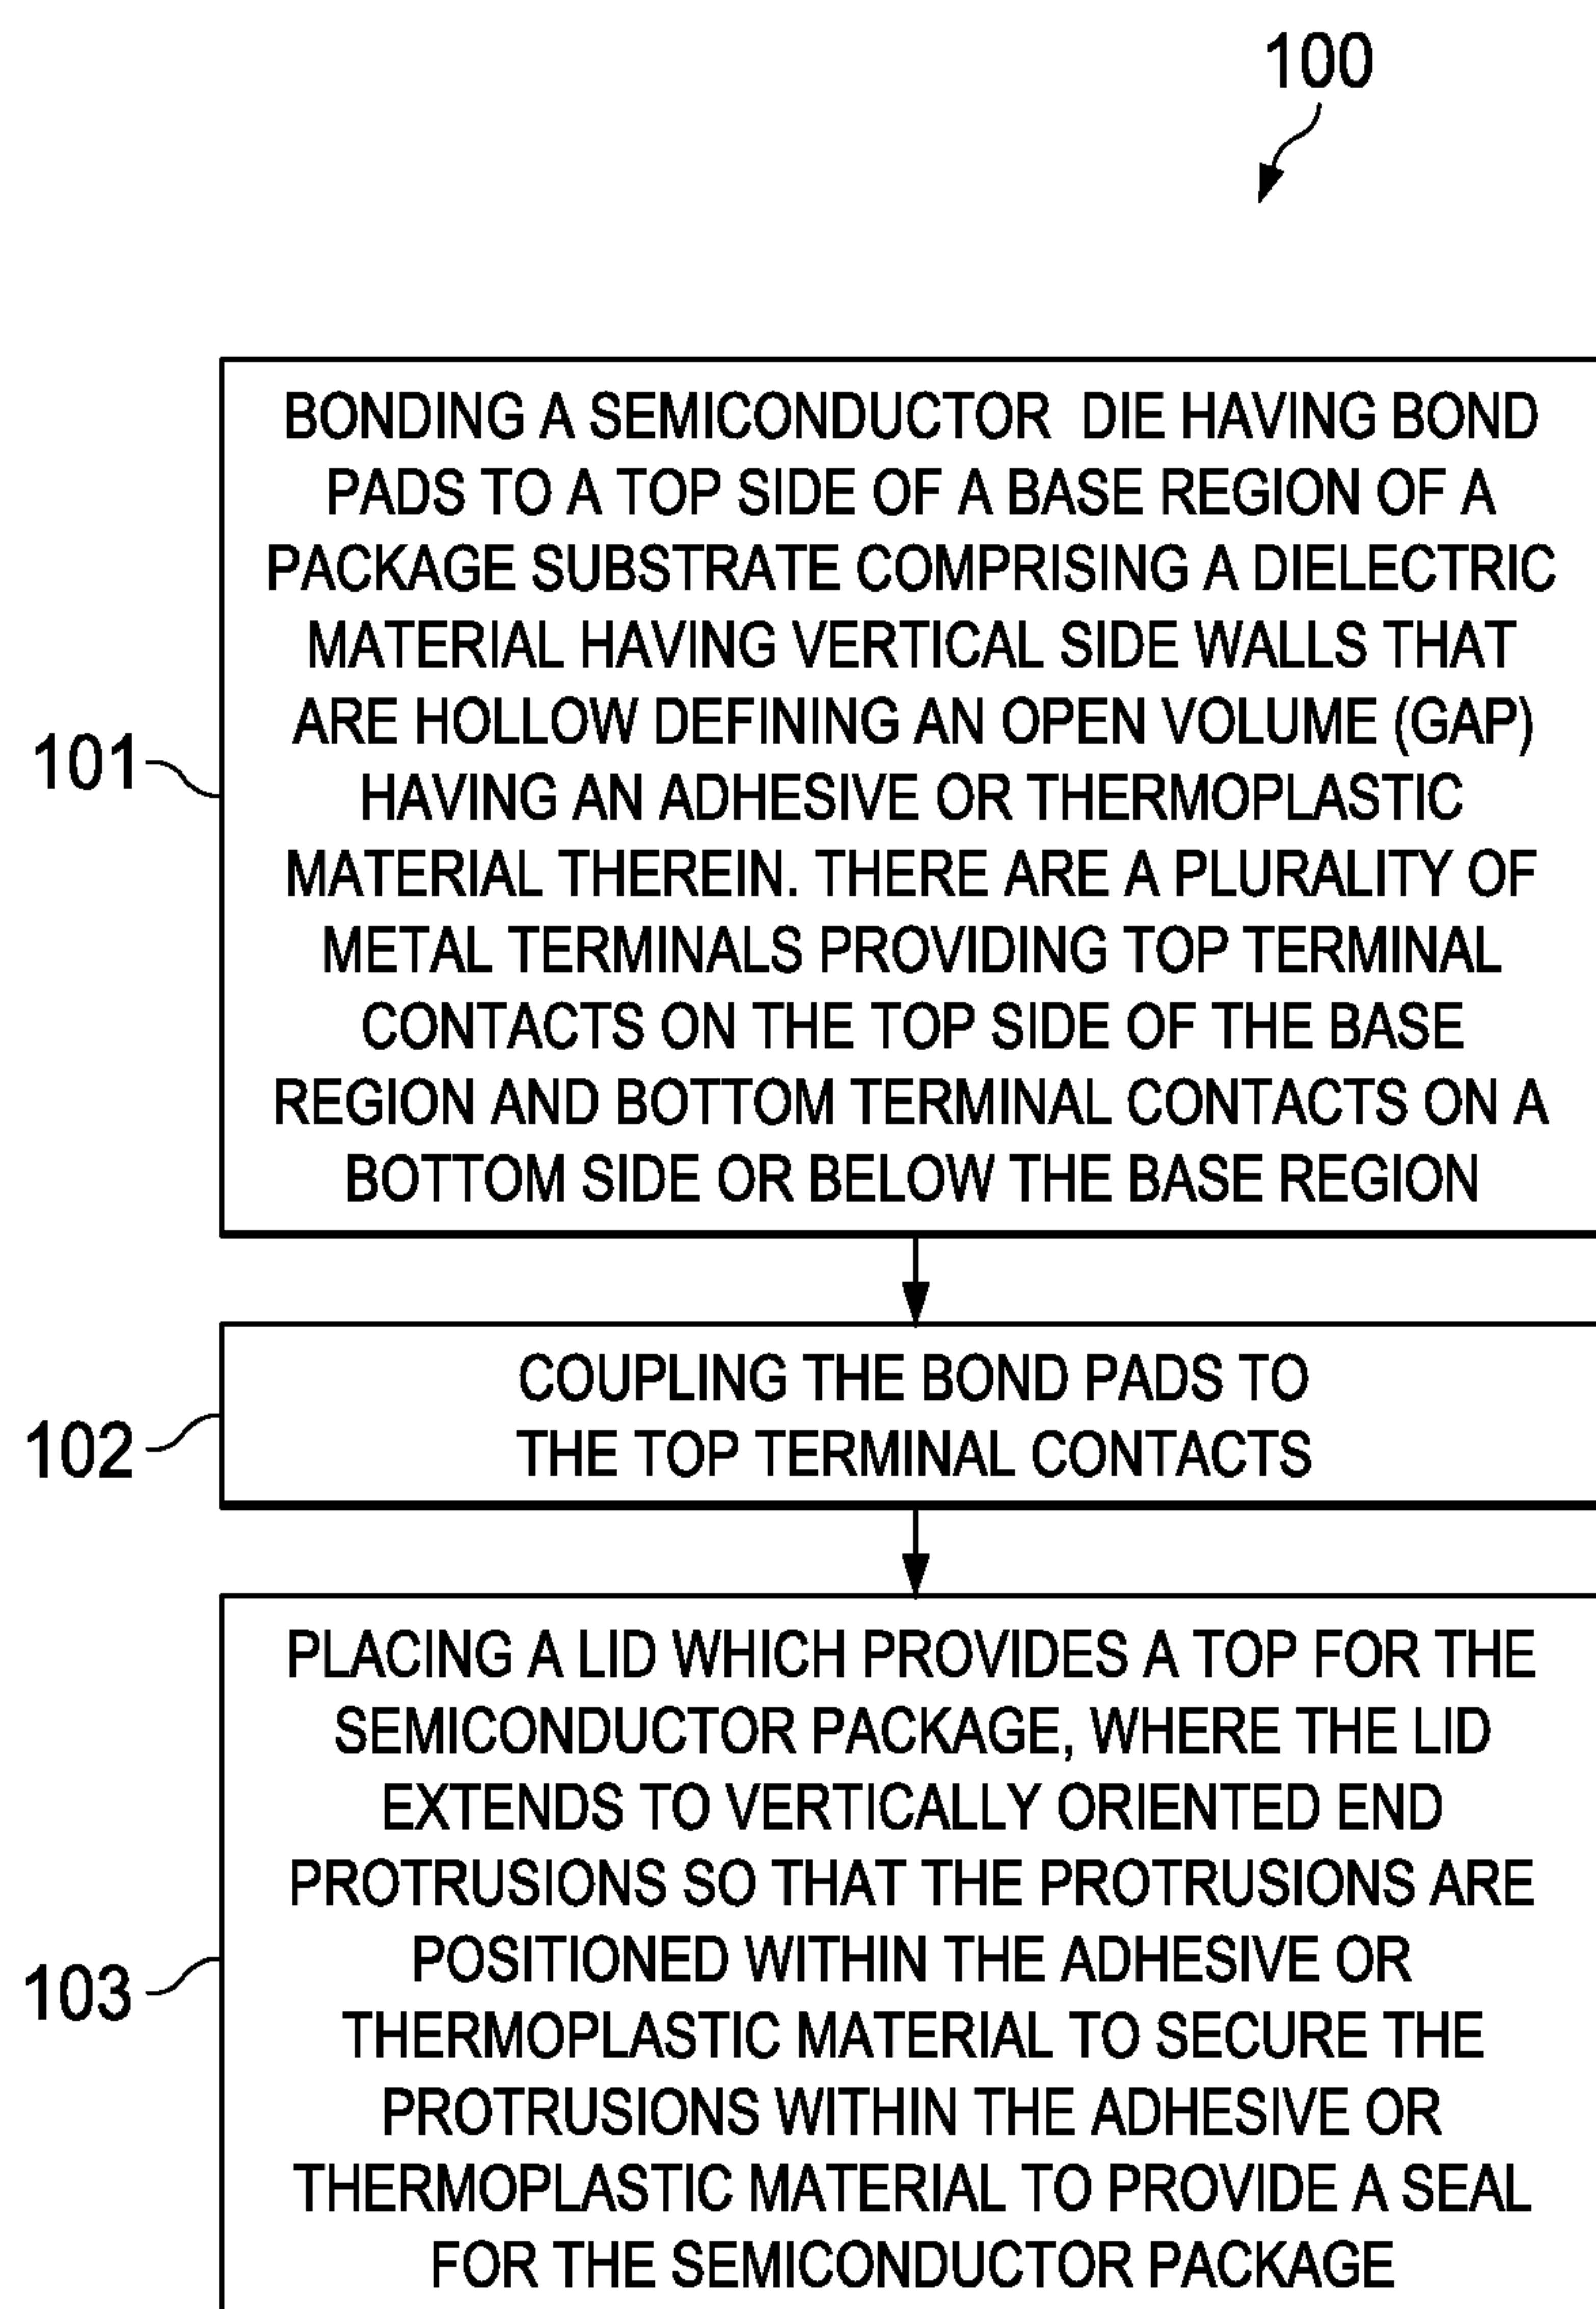 100
BONDING A SEMICONDUCTOR DIE HAVING BOND
PADS TO A TOP SIDE OF A BASE REGION OF A
PACKAGE SUBSTRATE COMPRISING A DIELECTRIC
MATERIAL HAVING VERTICAL SIDE WALLS THAT
ARE HOLLOW DEFINING AN OPEN VOLUME (GAP)
HAVING AN ADHESIVE OR THERMOPLASTIC
MATERIAL THEREIN. THERE ARE A PLURALITY OF
METAL TERMINALS PROVIDING TOP TERMINAL
CONTACTS ON THE TOP SIDE OF THE BASE
REGION AND BOTTOM TERMINAL CONTACTS ON A
BOTTOM SIDE OR BELOW THE BASE REGION
101
COUPLING THE BOND PADS TO
THE TOP TERMINAL CONTACTS
102
PLACING A LID WHICH PROVIDES A TOP FOR THE
SEMICONDUCTOR PACKAGE, WHERE THE LID
EXTENDS TO VERTICALLY ORIENTED END
PROTRUSIONS SO THAT THE PROTRUSIONS ARE
POSITIONED WITHIN THE ADHESIVE OR
THERMOPLASTIC MATERIAL TO SECURE THE
PROTRUSIONS WITHIN THE ADHESIVE OR
THERMOPLASTIC MATERIAL TO PROVIDE A SEAL
FOR THE SEMICONDUCTOR PACKAGE
103